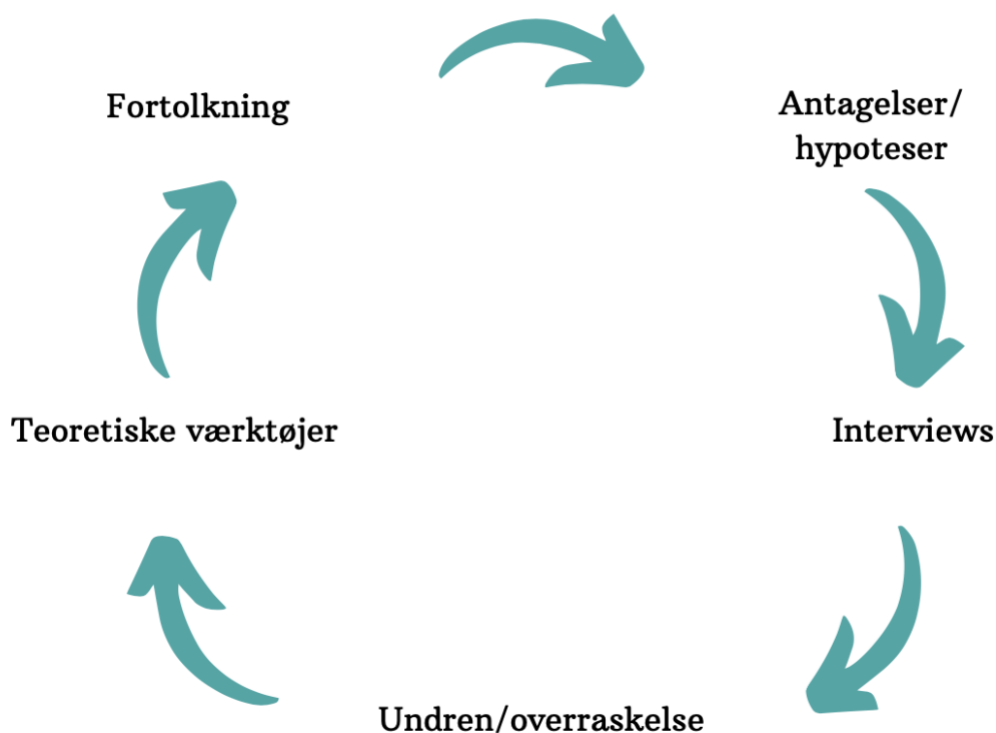 Fortolkning
Antagelser/
hypoteser
Teoretiske værktøjer
Interviews
Undren/overraskelse